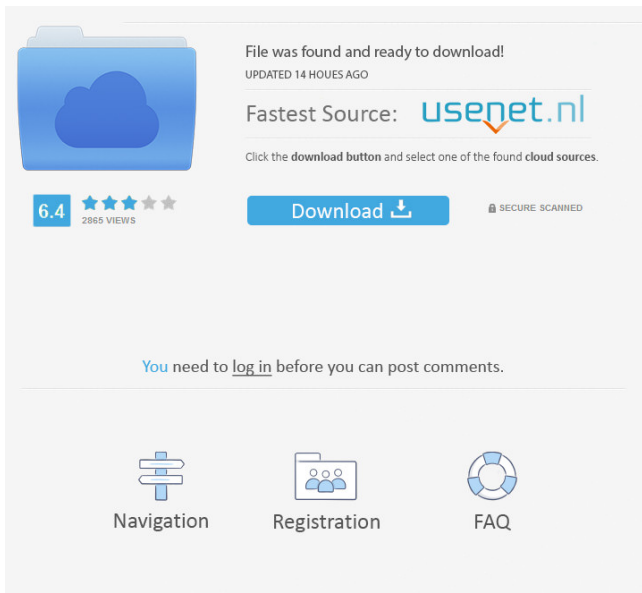 File was found and ready to download!
UPDATED 14 HOUES AGO
Fastest Source: usenet.nl
Click the download button and select one of the found cloud sources.
6.4
2865 VIEWS
Download
SECURE SCANNED
You need to log in before you can post comments.
Navigation
Registration
FAQ